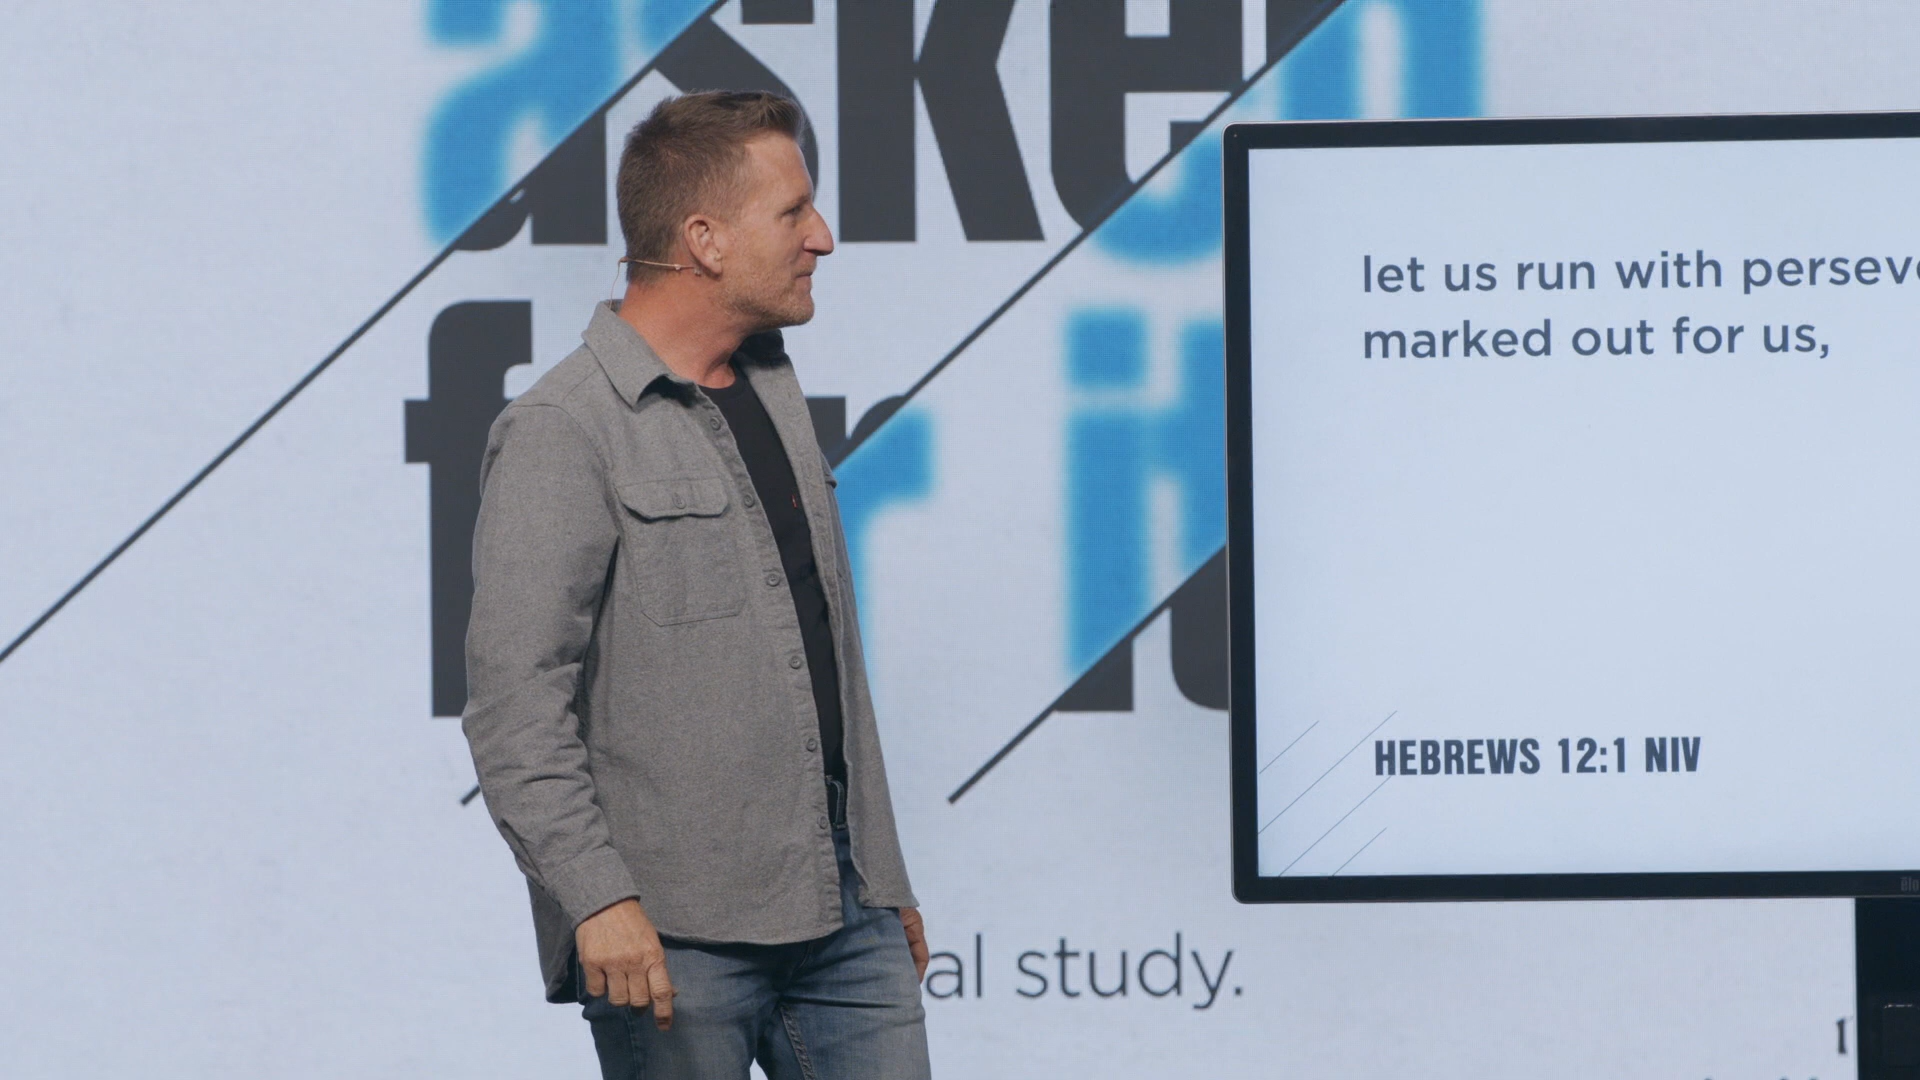 asked
for it
let us run with perseve
marked out for us,
HEBREWS 12:1 NIV
al study.